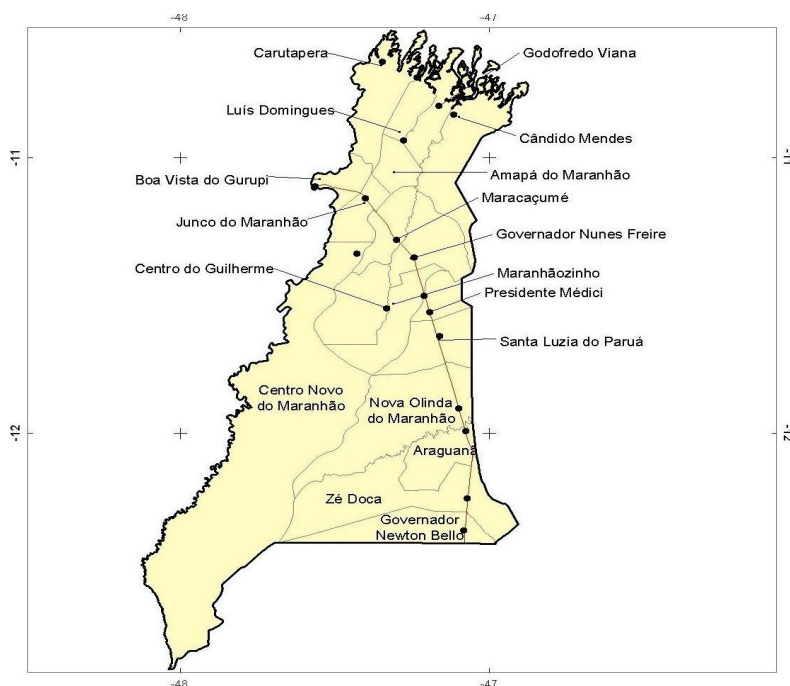 -48
-47
Carutapera
Godofredo Viana
Luís Domingues
Cândido Mendes
-11
-11
Boa Vista do Gurupi
Amapá do Maranhão
Maracaçumé
Junco do Maranhão
Governador Nunes Freire
Centro do Guilherme
Maranhãozinho
Presidente Médici
Santa Luzia do Paruá
Centro Novo
do Maranhão
Nova Olinda
do Maranhão
-12
-12
Araguanã
Zé Doca
Governador
Newton Bello
-48
-47